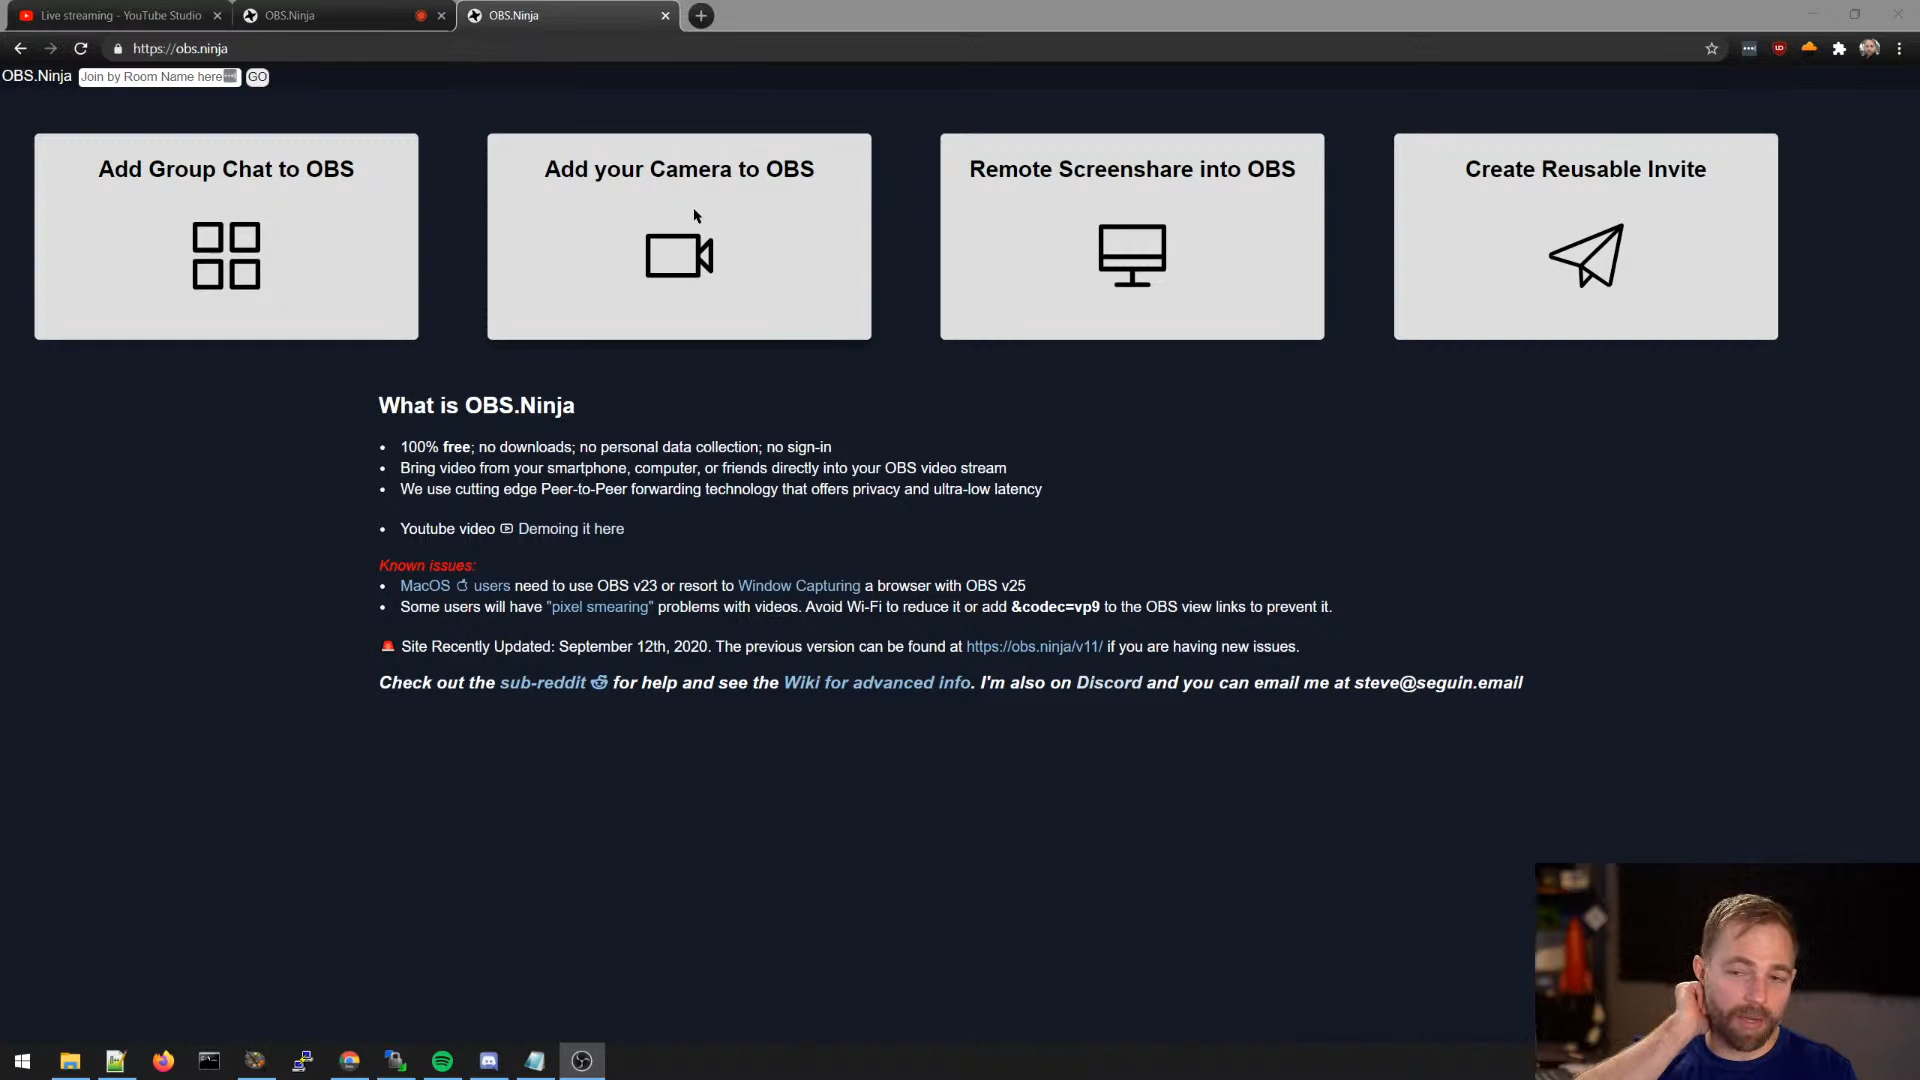 Live streaming - YouTube Studio
OBS.Ninja
OBS.Ninja
https://obs.ninja
OBS.Ninja
Join by Room Name here
GO
Add Group Chat to OBS
Add your Camera to OBS
Remote Screenshare into OBS
Create Reusable Invite
What is OBS.Ninja
100% free; no downloads; no personal data collection; no sign-in
Bring video from your smartphone, computer, or friends directly into your OBS video stream
We use cutting edge Peer-to-Peer forwarding technology that offers privacy and ultra-low latency
Youtube video Demoing it here
Known issues:
MacOS users need to use OBS v23 or resort to Window Capturing a browser with OBS v25
Some users will have "pixel smearing" problems with videos. Avoid Wi-Fi to reduce it or add &codec=vp9 to the OBS view links to prevent it.
Site Recently Updated: September 12th, 2020. The previous version can be found at https://obs.ninja/v11/ if you are having new issues.
Check out the sub-reddit for help and see the Wiki for advanced info. I'm also on Discord and you can email me at steve@seguin.email